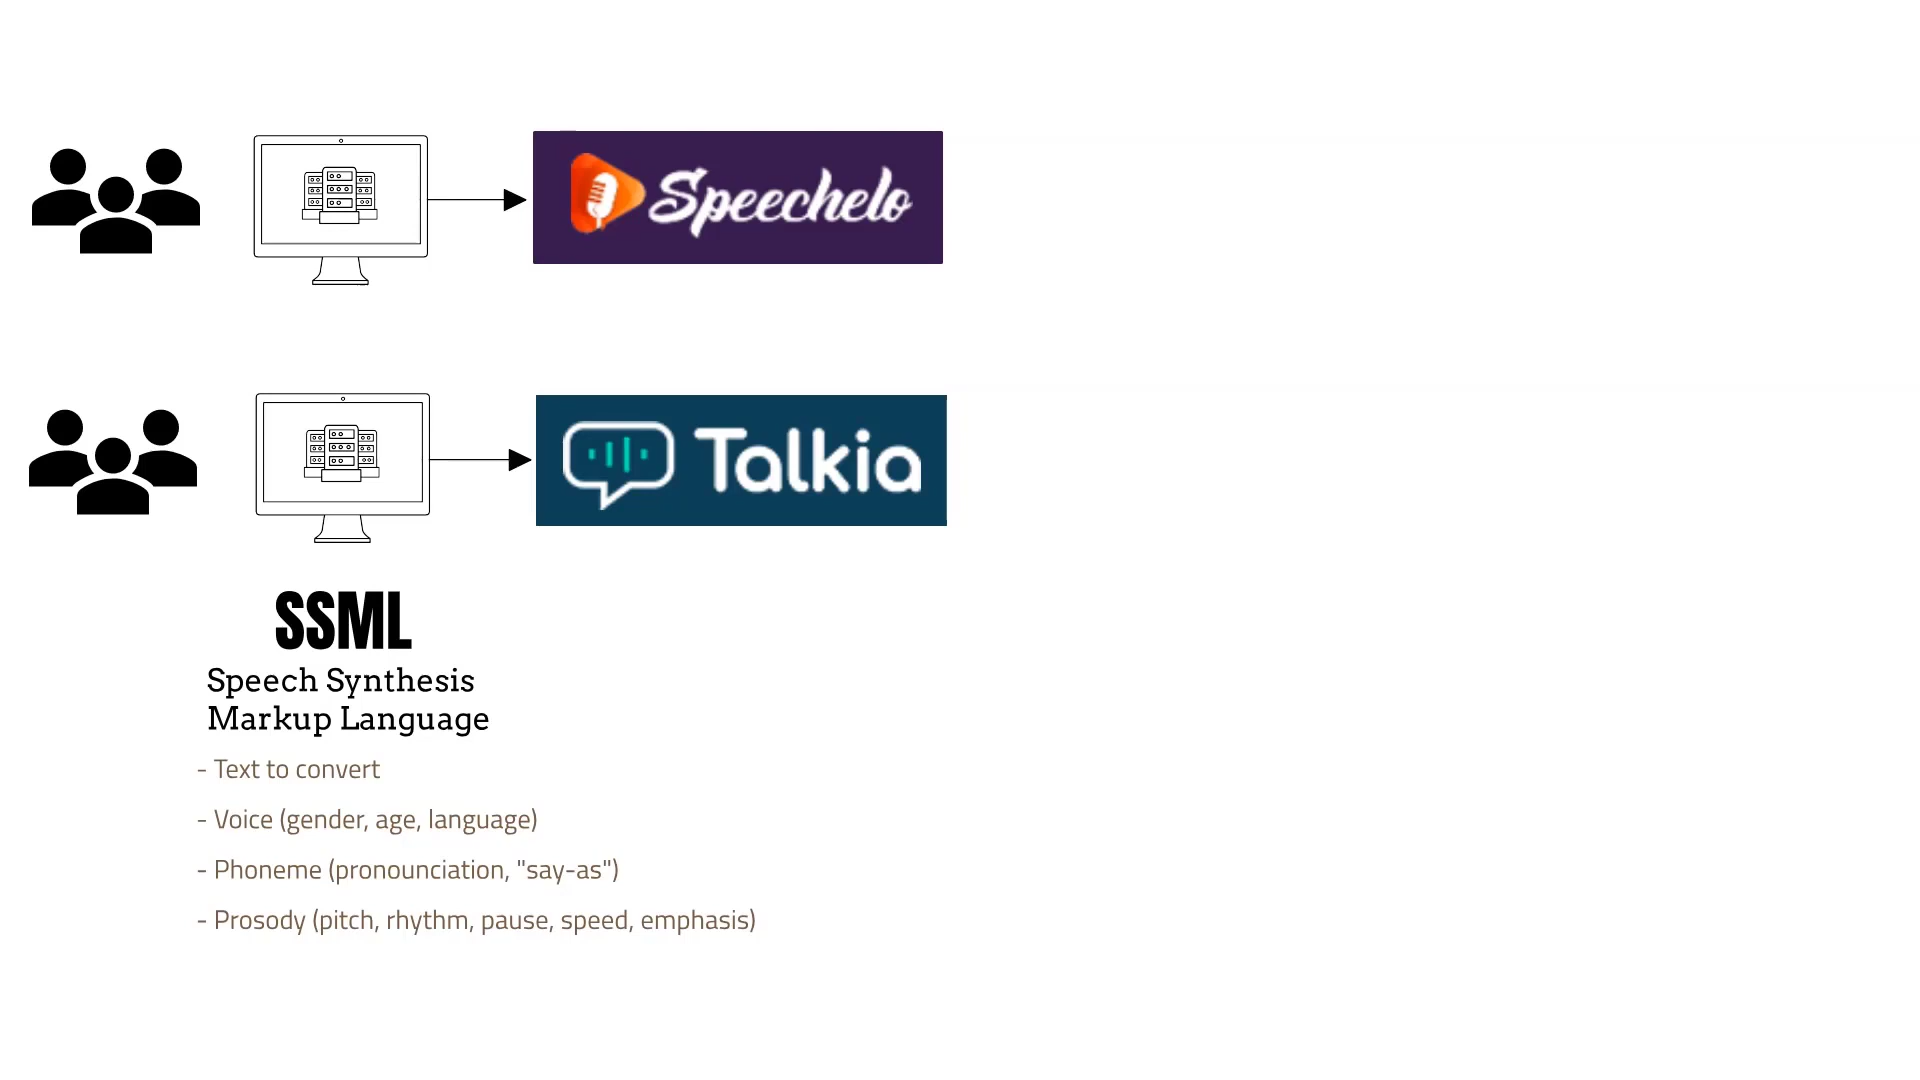 Speechelo
Talkia
SSML
Speech Synthesis
Markup Language
- Text to convert
- Voice (gender, age, language)
- Phoneme (pronounciation, "say-as")
- Prosody (pitch, rhythm, pause, speed, emphasis)